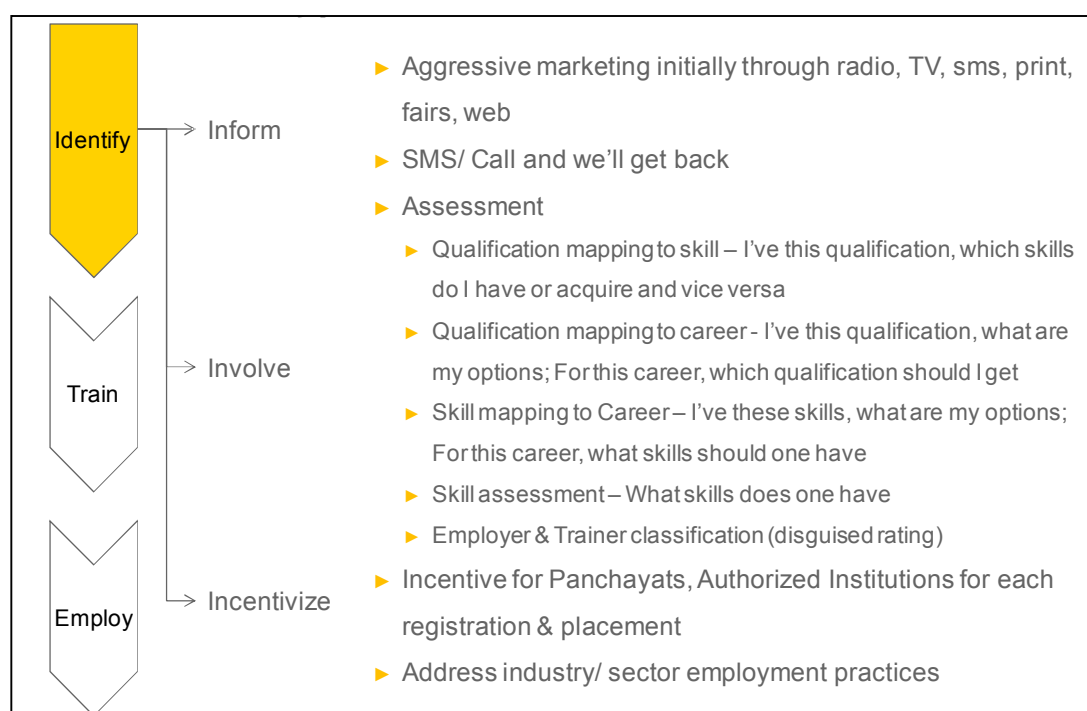 Identify
Inform
Aggressive marketing initially through radio, TV, sms, print,
fairs, web
SMS/ Call and we'll get back
Assessment
Qualification mapping to skill – I've this qualification, which skills
do I have or acquire and vice versa
Train
Involve
Qualification mapping to career - I've this qualification, what are
my options; For this career, which qualification should I get
Skill mapping to Career – I've these skills, what are my options;
For this career, what skills should one have
Skill assessment – What skills does one have
Employer & Trainer classification (disguised rating)
Employ
Incentivize
Incentive for Panchayats, Authorized Institutions for each
registration & placement
Address industry/ sector employment practices